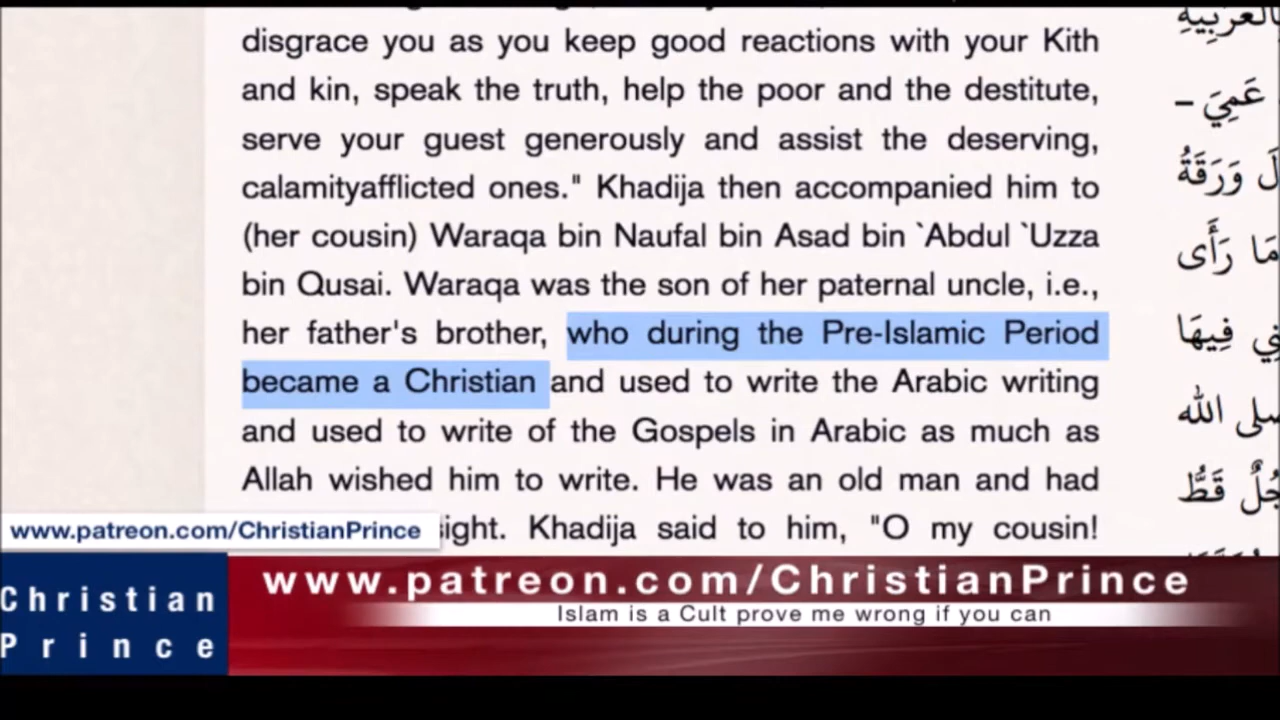 disgrace you as you keep good reactions with your Kith
and kin, speak the truth, help the poor and the destitute,
serve your guest generously and assist the deserving,
calamityafflicted ones." Khadija then accompanied him to
(her cousin) Waraqa bin Naufal bin Asad bin `Abdul `Uzza
bin Qusai. Waraqa was the son of her paternal uncle, i.e.,
her father's brother, who during the Pre-Islamic Period
became a Christian and used to write the Arabic writing
and used to write of the Gospels in Arabic as much as
Allah wished him to write. He was an old man and had
sight. Khadija said to him, "O my cousin!
عَمِيَ –
وَرَقَةُ
مَا رَأَى
فِيهَا
صلى الله
قَطُّ
www.patreon.com/ChristianPrince
Christian
Prince
www.patreon.com/ChristianPrince
Islam is a Cult prove me wrong if you can